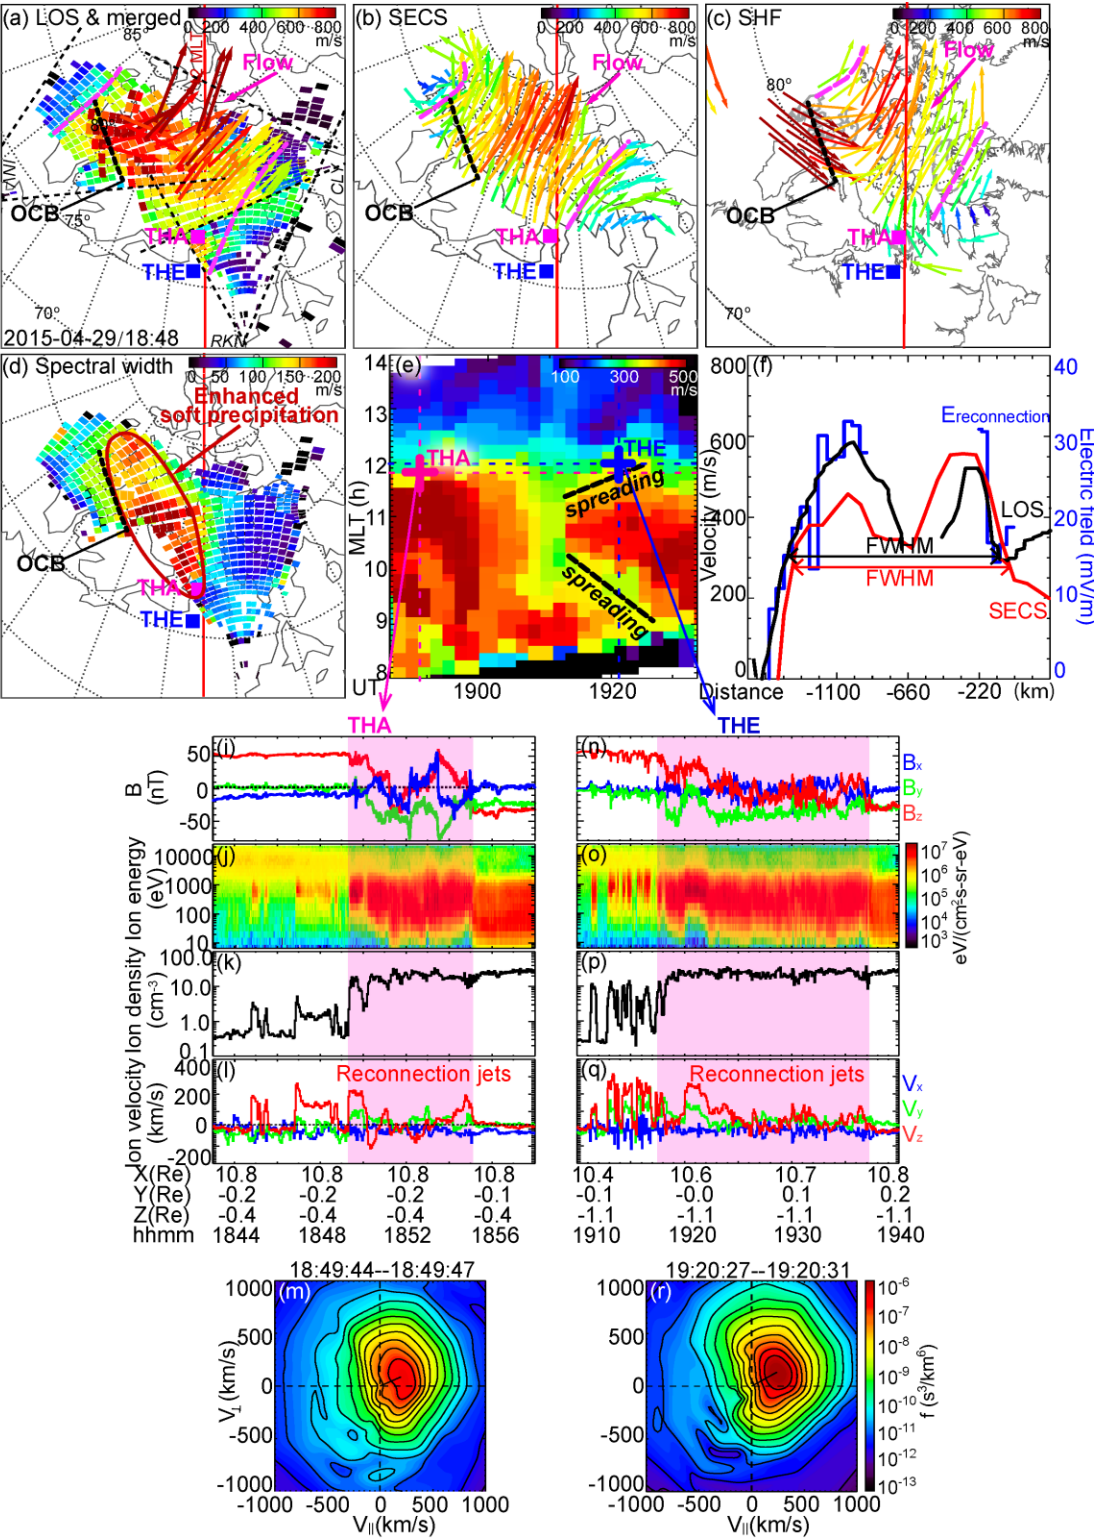 (a) LOS & merged
0 200 400 600 800
m/s
85°
MLT
Flow
80°
INV
CLY
OCB
75°
THA
THE
70°
2015-04-29/18:48
RKN
(b) SECS
0 200 400 600 800
m/s
Flow
OCB
THA
THE
(c) SHF
0 200 400 600 800
m/s
Flow
80°
OCB
THA
THE
70°
(d) Spectral width
0 50 100 150 200
m/s
Enhanced
soft precipitation
OCB
THA
THE
(e)
100 300 500
m/s
MLT (h)
14
13
12
11
10
9
8
THA
THE
spreading
spreading
UT
1900
1920
(f)
Velocity (m/s)
800
600
400
200
0
Electric field (mV/m)
40
30
20
10
0
Ereconnection
LOS
FWHM
FWHM
SECS
Distance -1100 -660 -220 (km)
THA
THE
(i)
B
(nT)
50
0
-50
(n)
Bx
By
Bz
(j)
Ion energy
(eV)
10000
1000
100
10
(o)
10^7
10^6
10^5
10^4
10^3
eV/(cm²-s-sr-eV)
(k)
Ion density
(cm-3)
100.0
10.0
1.0
0.1
(p)
(l)
Ion velocity
(km/s)
400
200
0
-200
Reconnection jets
(q)
Reconnection jets
Vx
Vy
Vz
X(Re) 10.8 10.8 10.8 10.8
Y(Re) -0.2 -0.2 -0.2 -0.1
Z(Re) -0.4 -0.4 -0.4 -0.4
hhmm 1844 1848 1852 1856
10.4 10.6 10.7 10.8
-0.1 -0.0 0.1 0.2
-1.1 -1.1 -1.1 -1.1
1910 1920 1930 1940
18:49:44--18:49:47
(m)
V⊥(km/s)
1000
500
0
-500
-1000
-1000 -500 0 500 1000
V||(km/s)
19:20:27--19:20:31
(r)
-1000 -500 0 500 1000
V||(km/s)
10^-6
10^-7
10^-8
10^-9
10^-10
10^-11
10^-12
10^-13
f (s³/km⁶)